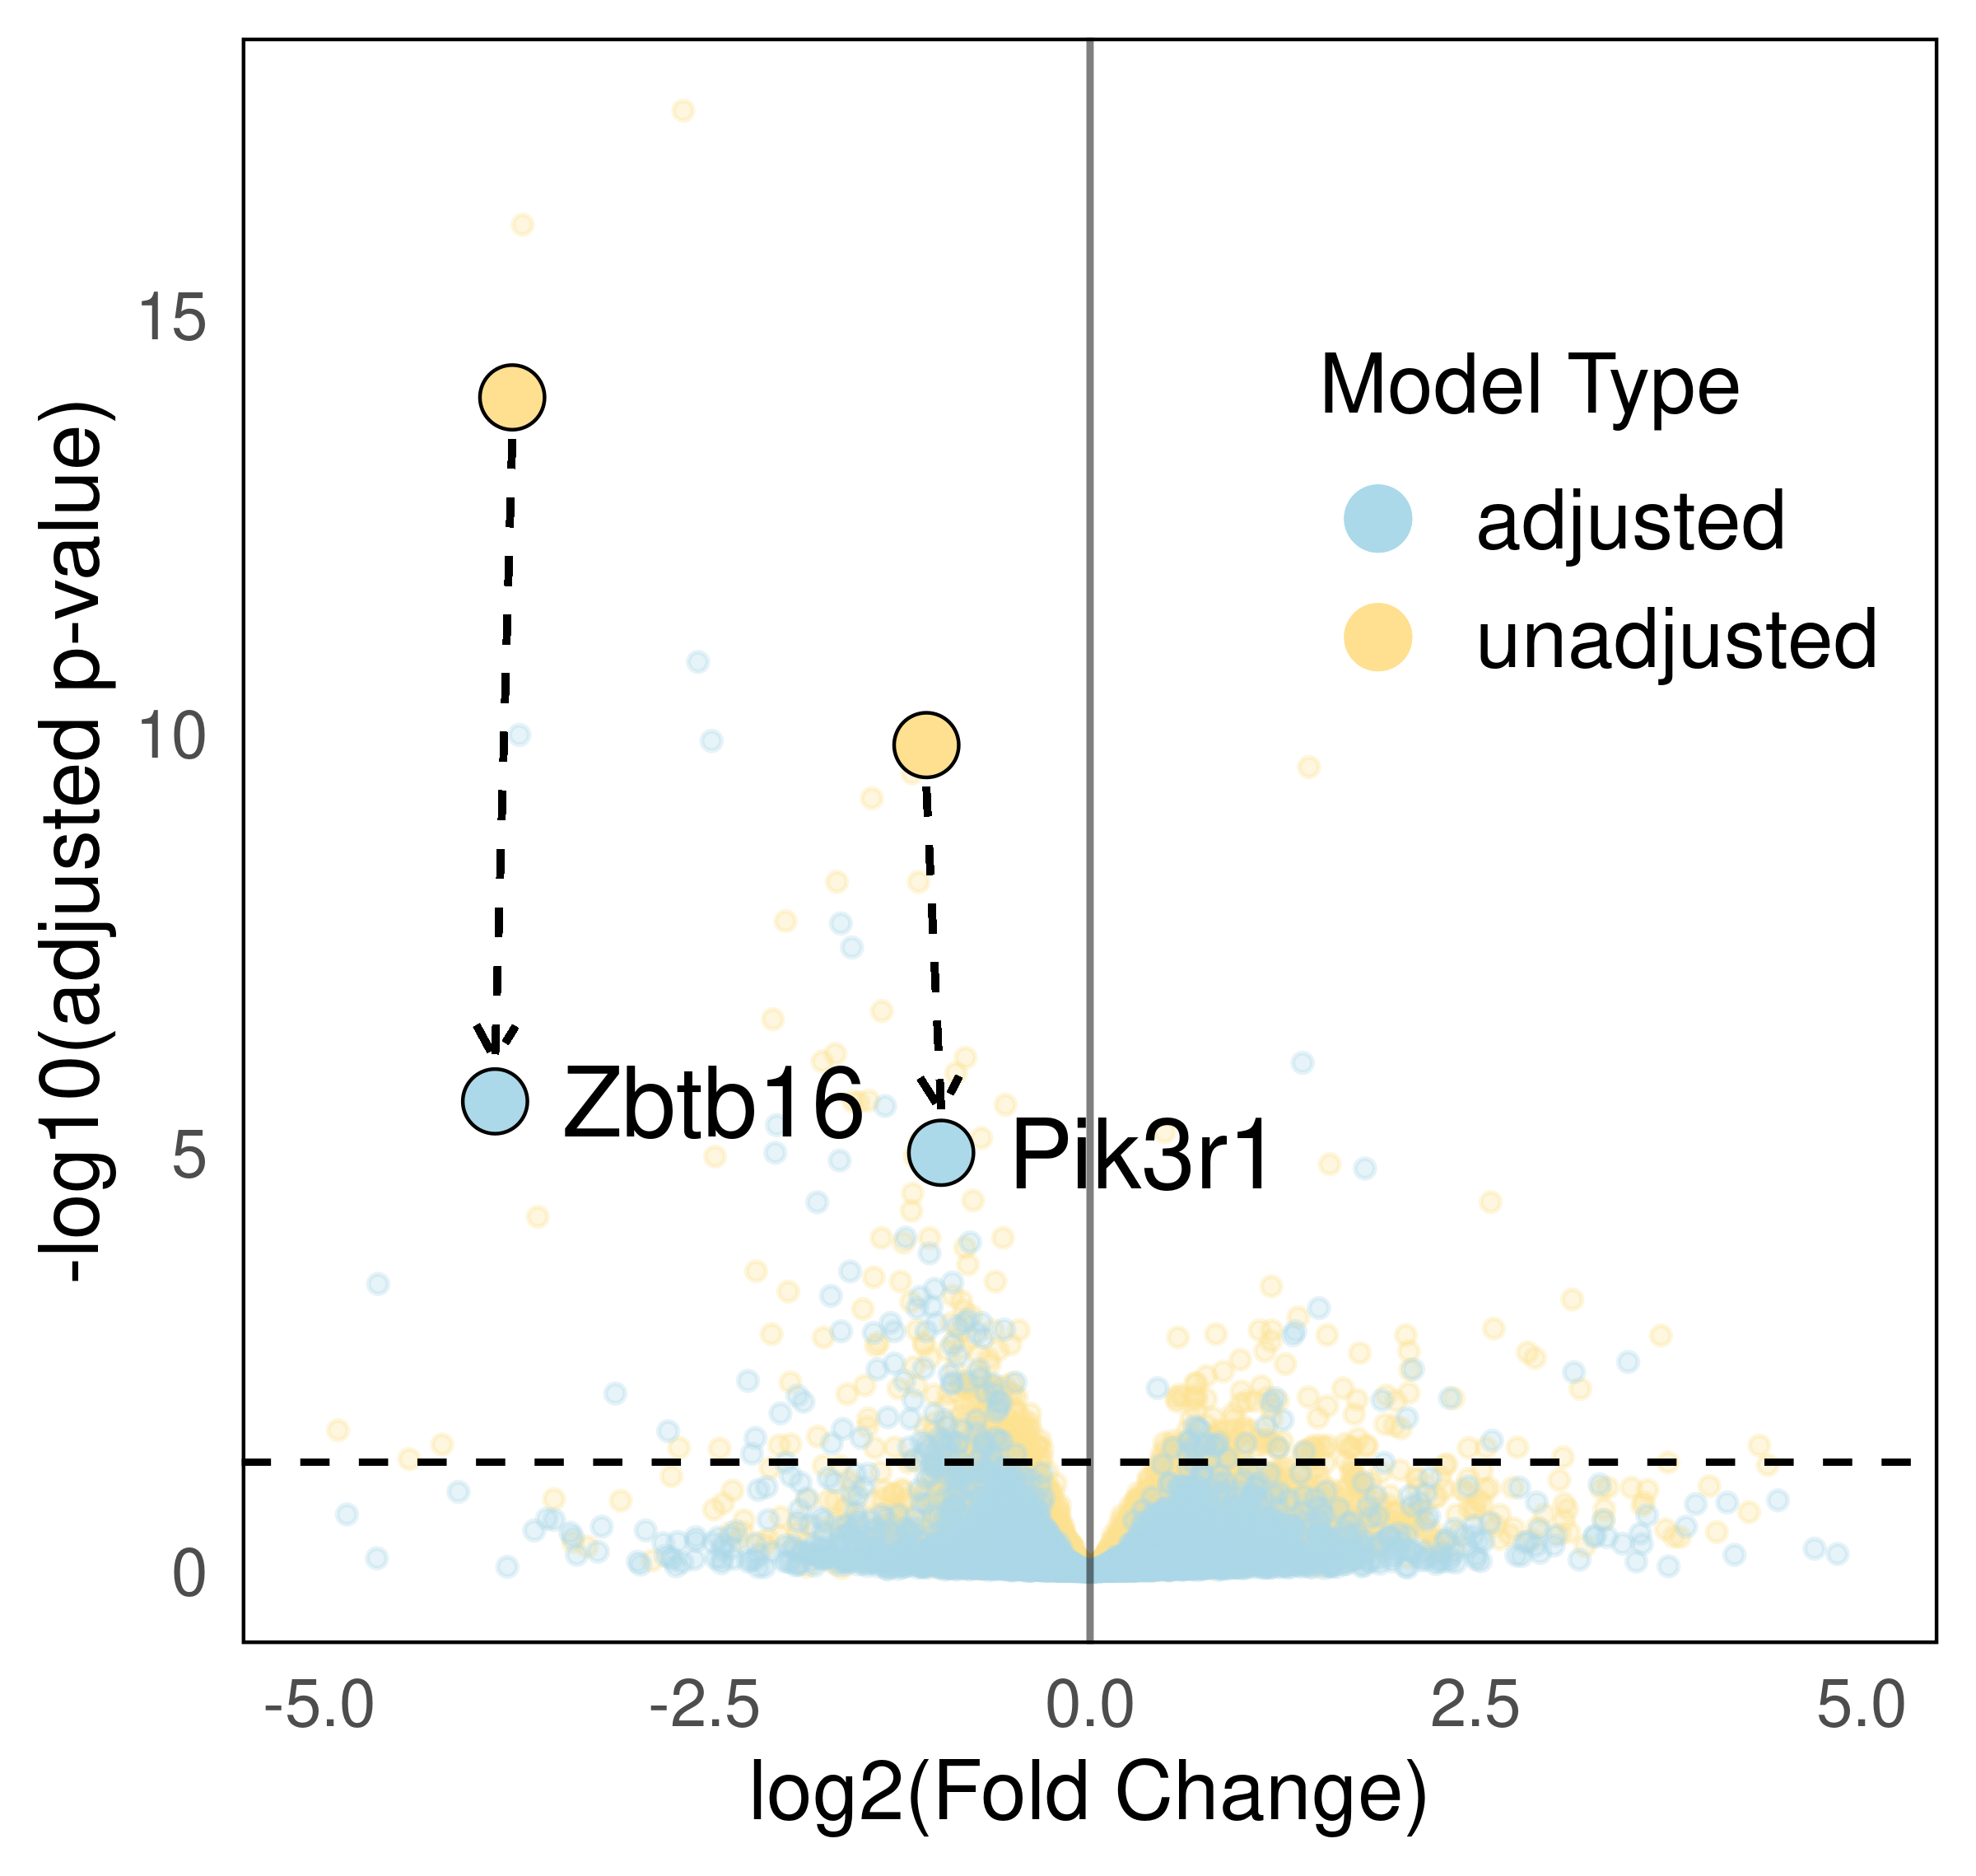 15
10
5
0
-log10(adjusted p-value)
Model Type
adjusted
unadjusted
Zbtb16
Pik3r1
-5.0
-2.5
0.0
2.5
5.0
log2(Fold Change)